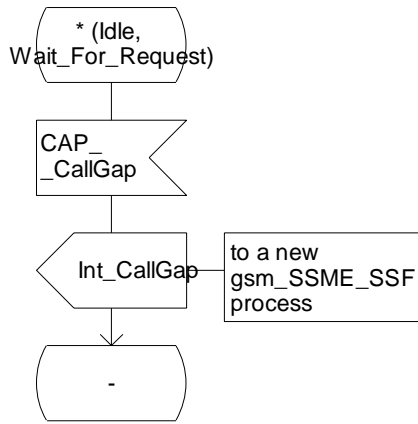 * (Idle,
Wait_For_Request)
CAP_
_CallGap
Int_CallGap
to a new
gsm_SSME_SSF
process
-